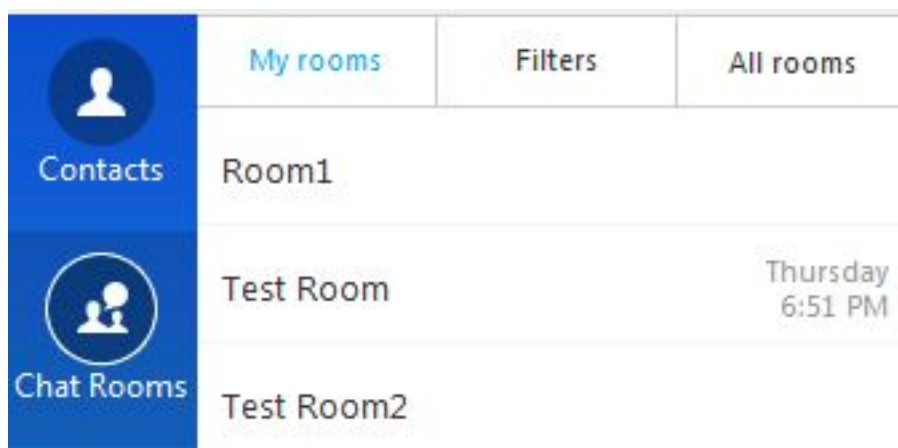 My rooms
Filters
All rooms
Contacts
Room1
Test Room
Thursday
6:51 PM
Chat Rooms
Test Room2